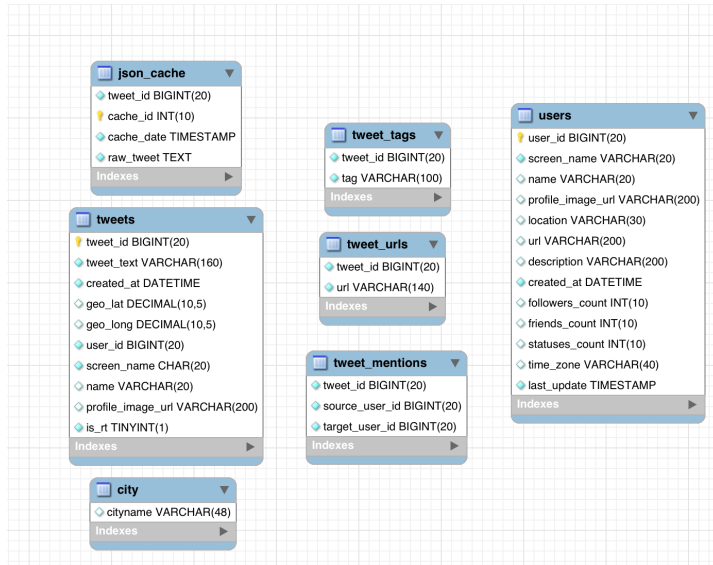 json_cache
tweet_id BIGINT(20)
cache_id INT(10)
cache_date TIMESTAMP
raw_tweet TEXT
Indexes
tweets
tweet_id BIGINT(20)
tweet_text VARCHAR(160)
created_at DATETIME
geo_lat DECIMAL(10,5)
geo_long DECIMAL(10,5)
user_id BIGINT(20)
screen_name CHAR(20)
name VARCHAR(20)
profile_image_url VARCHAR(200)
is_rt TINYINT(1)
Indexes
city
cityname VARCHAR(48)
Indexes
tweet_tags
tweet_id BIGINT(20)
tag VARCHAR(100)
Indexes
tweet_urls
tweet_id BIGINT(20)
url VARCHAR(140)
Indexes
tweet_mentions
tweet_id BIGINT(20)
source_user_id BIGINT(20)
target_user_id BIGINT(20)
Indexes
users
user_id BIGINT(20)
screen_name VARCHAR(20)
name VARCHAR(20)
profile_image_url VARCHAR(200)
location VARCHAR(30)
url VARCHAR(200)
description VARCHAR(200)
created_at DATETIME
followers_count INT(10)
friends_count INT(10)
statuses_count INT(10)
time_zone VARCHAR(40)
last_update TIMESTAMP
Indexes